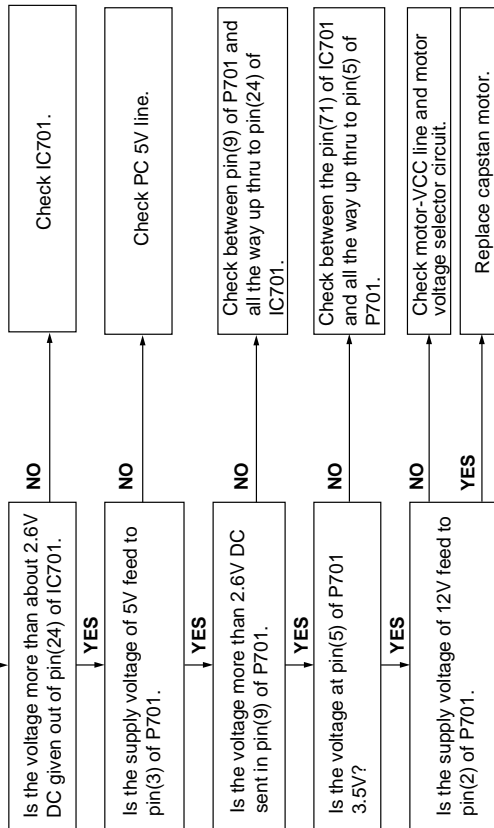 Is the voltage more than about 2.6V
DC given out of pin(24) of IC701.
NO
Check IC701.
YES
Is the supply voltage of 5V feed to
pin(3) of P701.
NO
Check PC 5V line.
YES
Is the voltage more than 2.6V DC
sent in pin(9) of P701.
NO
Check between pin(9) of P701 and
all the way up thru to pin(24) of
IC701.
YES
Is the voltage at pin(5) of P701
3.5V?
NO
Check between the pin(71) of IC701
and all the way up thru to pin(5) of
P701.
YES
Is the supply voltage of 12V feed to
pin(2) of P701.
NO
Check motor-VCC line and motor
voltage selector circuit.
YES
Replace capstan motor.